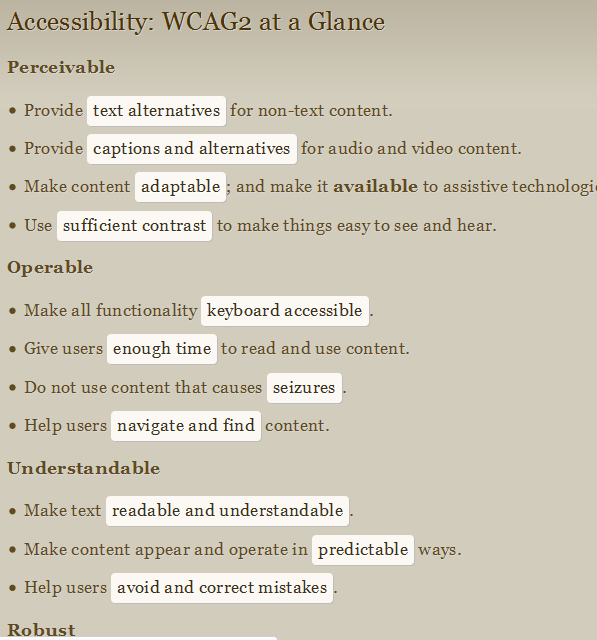 Accessibility: WCAG2 at a Glance
Perceivable
• Provide text alternatives for non-text content.
• Provide captions and alternatives for audio and video content.
• Make content adaptable; and make it available to assistive technologi
• Use sufficient contrast to make things easy to see and hear.
Operable
• Make all functionality keyboard accessible.
• Give users enough time to read and use content.
• Do not use content that causes seizures.
• Help users navigate and find content.
Understandable
• Make text readable and understandable.
• Make content appear and operate in predictable ways.
• Help users avoid and correct mistakes.
Robust